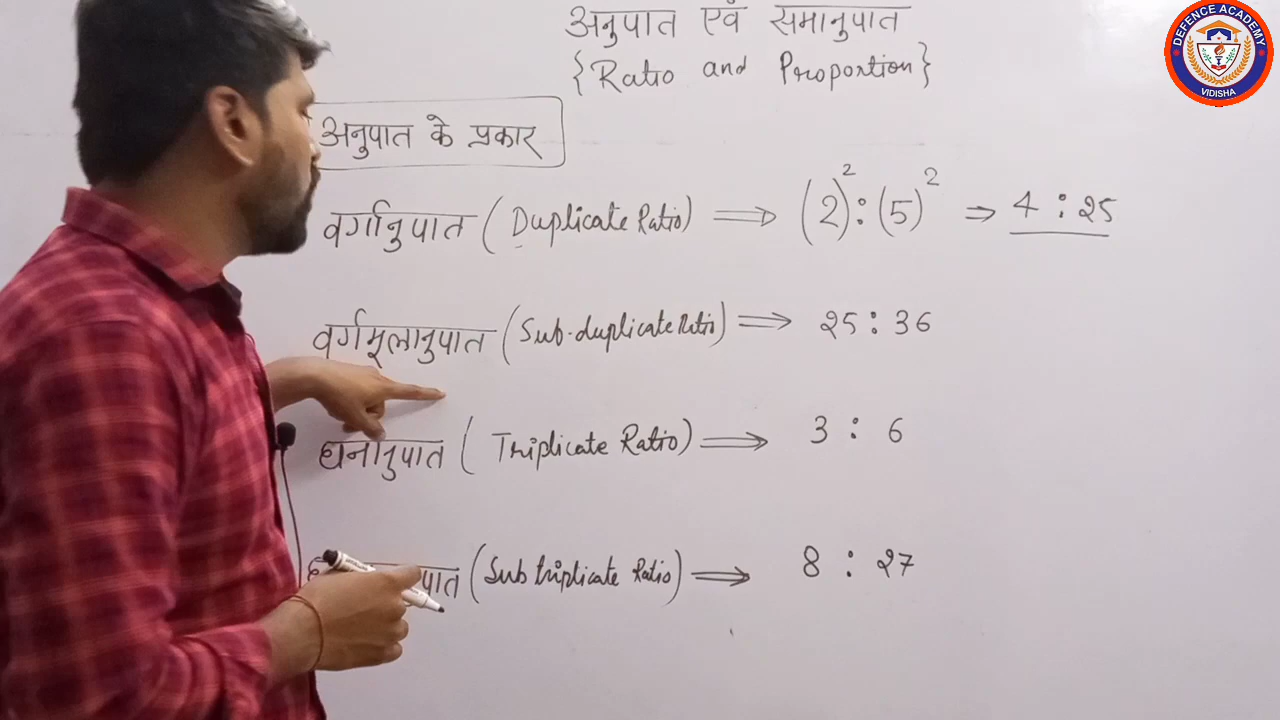 अनुपात एवं समानुपात
{Ratio and Proportion}
DEFENCE ACADEMY
VIDISHA
अनुपात के प्रकार
वर्गानुपात (Duplicate Ratio) ⟹ (2)²:(5)² ⇒ 4:25
वर्गमूलानुपात (Sub-duplicate Ratio) ⟹ 25:36
घनानुपात (Triplicate Ratio) ⟹ 3:6
पात (Sub triplicate Ratio) ⟹ 8:27